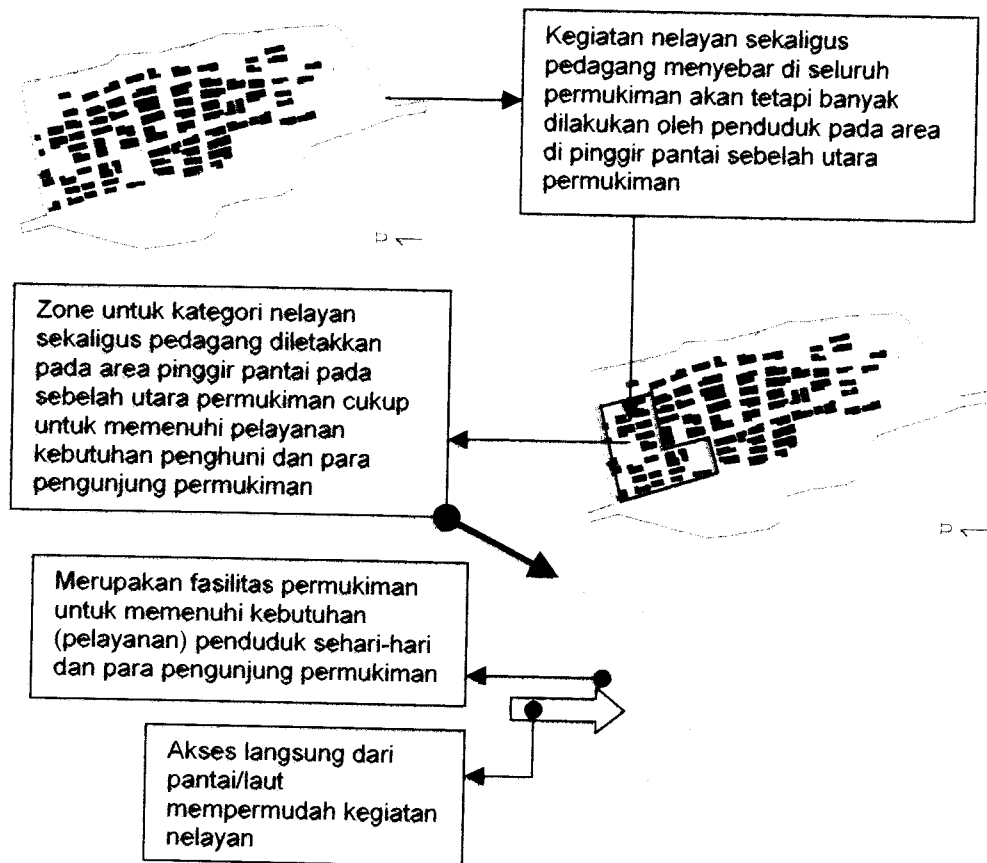 Kegiatan nelayan sekaligus
pedagang menyebar di seluruh
permukiman akan tetapi banyak
dilakukan oleh penduduk pada area
di pinggir pantai sebelah utara
permukiman
Zone untuk kategori nelayan
sekaligus pedagang diletakkan
pada area pinggir pantai pada
sebelah utara permukiman cukup
untuk memenuhi pelayanan
kebutuhan penghuni dan para
pengunjung permukiman
Merupakan fasilitas permukiman
untuk memenuhi kebutuhan
(pelayanan) penduduk sehari-hari
dan para pengunjung permukiman
Akses langsung dari
pantai/laut
mempermudah kegiatan
nelayan